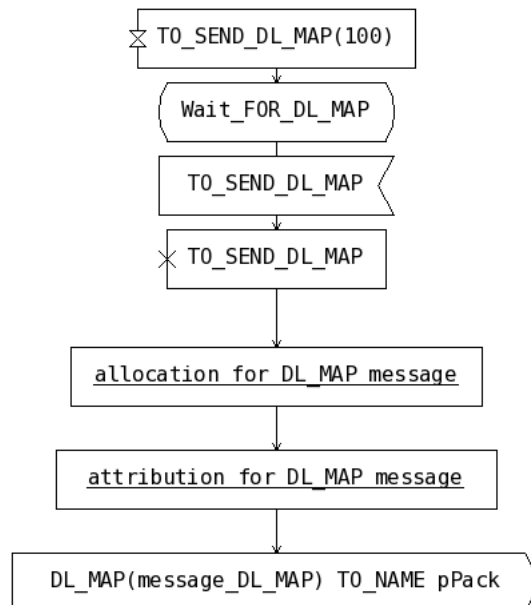 TO_SEND_DL_MAP(100)
Wait_FOR_DL_MAP
TO_SEND_DL_MAP
TO_SEND_DL_MAP
allocation for DL_MAP message
attribution for DL_MAP message
DL_MAP(message_DL_MAP) TO_NAME pPack